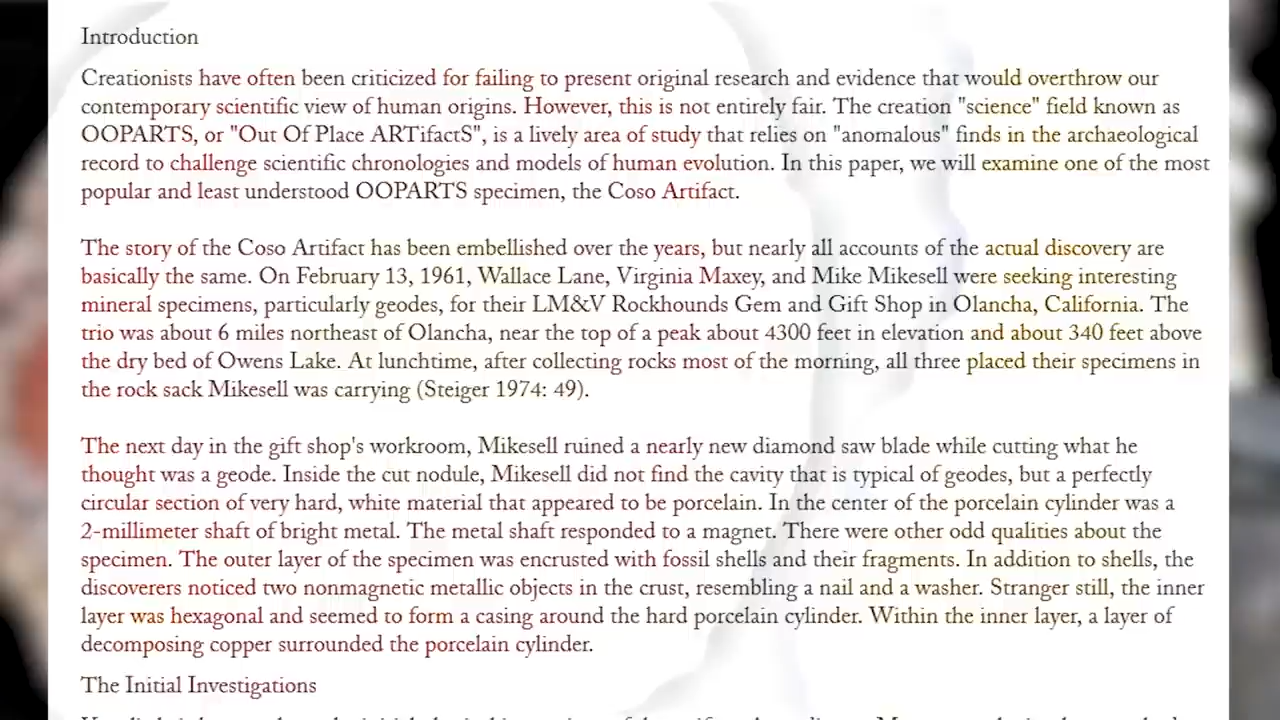 Introduction
Creationists have often been criticized for failing to present original research and evidence that would overthrow our
contemporary scientific view of human origins. However, this is not entirely fair. The creation "science" field known as
OOPARTS, or "Out Of Place ARTifactS", is a lively area of study that relies on "anomalous" finds in the archaeological
record to challenge scientific chronologies and models of human evolution. In this paper, we will examine one of the most
popular and least understood OOPARTS specimen, the Coso Artifact.
The story of the Coso Artifact has been embellished over the years, but nearly all accounts of the actual discovery are
basically the same. On February 13, 1961, Wallace Lane, Virginia Maxey, and Mike Mikesell were seeking interesting
mineral specimens, particularly geodes, for their LM&V Rockhounds Gem and Gift Shop in Olancha, California. The
trio was about 6 miles northeast of Olancha, near the top of a peak about 4300 feet in elevation and about 340 feet above
the dry bed of Owens Lake. At lunchtime, after collecting rocks most of the morning, all three placed their specimens in
the rock sack Mikesell was carrying (Steiger 1974: 49).
The next day in the gift shop's workroom, Mikesell ruined a nearly new diamond saw blade while cutting what he
thought was a geode. Inside the cut nodule, Mikesell did not find the cavity that is typical of geodes, but a perfectly
circular section of very hard, white material that appeared to be porcelain. In the center of the porcelain cylinder was a
2-millimeter shaft of bright metal. The metal shaft responded to a magnet. There were other odd qualities about the
specimen. The outer layer of the specimen was encrusted with fossil shells and their fragments. In addition to shells, the
discoverers noticed two nonmagnetic metallic objects in the crust, resembling a nail and a washer. Stranger still, the inner
layer was hexagonal and seemed to form a casing around the hard porcelain cylinder. Within the inner layer, a layer of
decomposing copper surrounded the porcelain cylinder.
The Initial Investigations